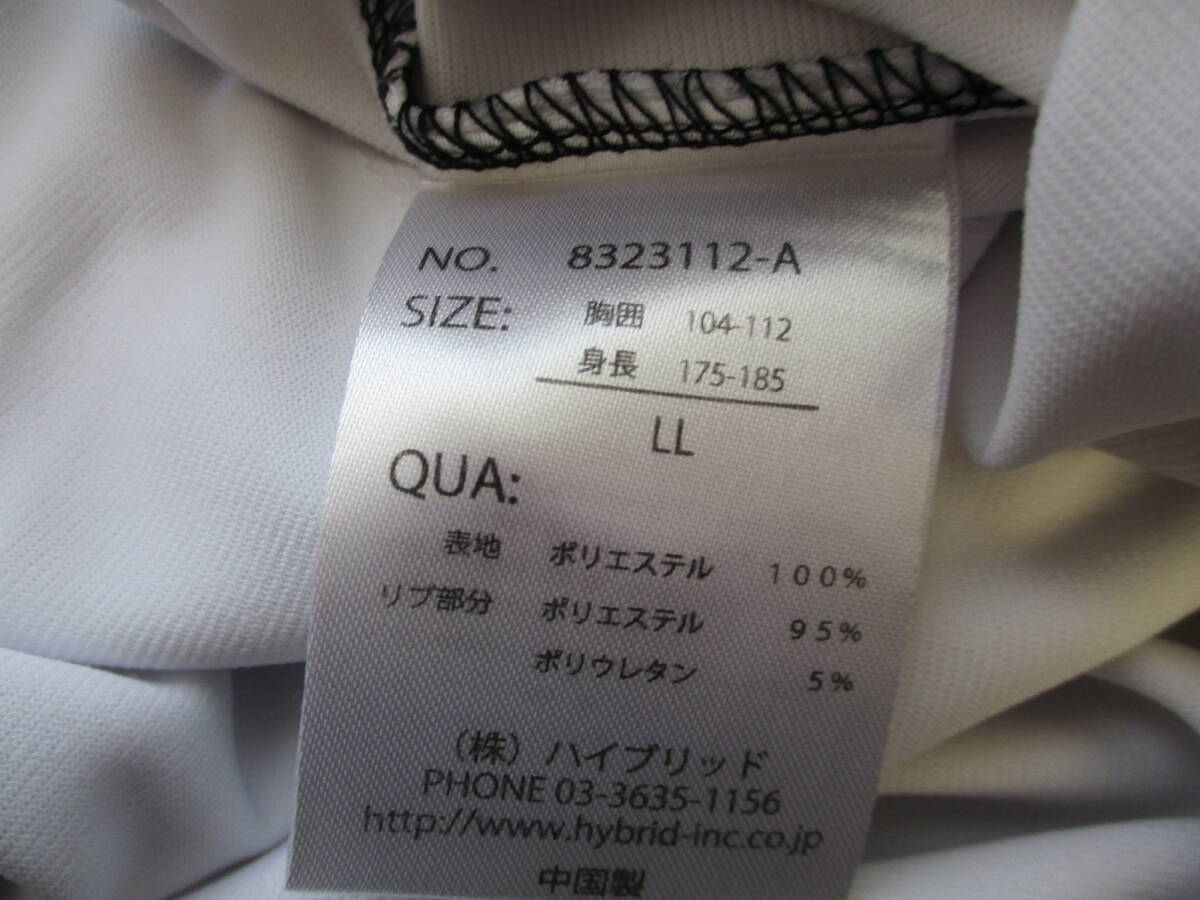 NO. 8323112-A
SIZE: 胸囲 104-112
身長 175-185
LL
QUA:
表地 ポリエステル 100%
リブ部分 ポリエステル 95%
ポリウレタン 5%
(株)ハイブリッド
PHONE 03-3635-1156
http://www.hybrid-inc.co.jp
中国製